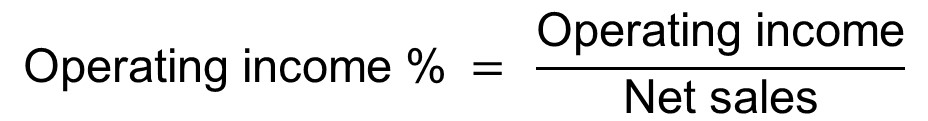 Operating income % = Operating income
Net sales